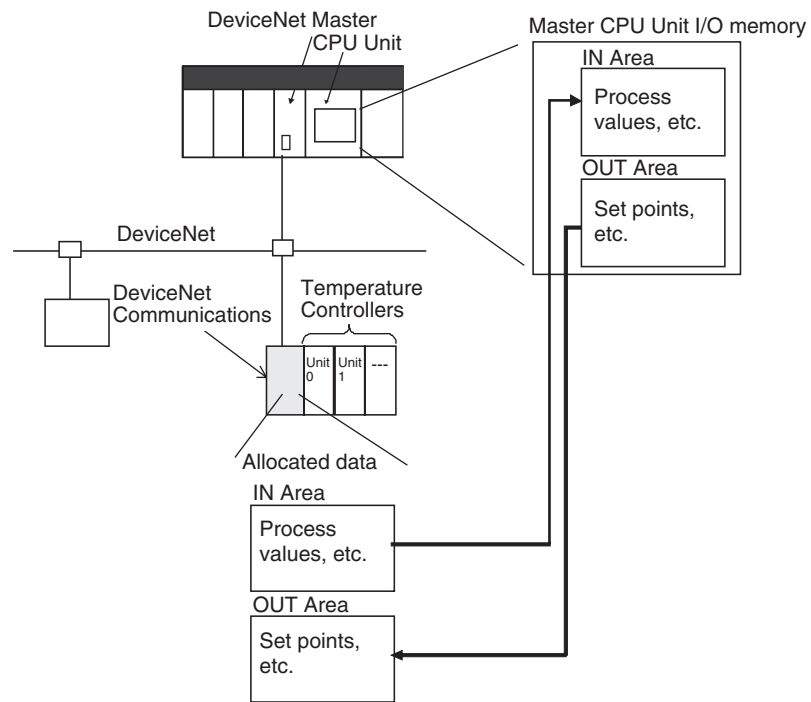 DeviceNet Master
CPU Unit
Master CPU Unit I/O memory
IN Area
Process
values, etc.
OUT Area
Set points,
etc.
DeviceNet
DeviceNet
Communications
Temperature
Controllers
Unit
0
Unit
1
---
Allocated data
IN Area
Process
values, etc.
OUT Area
Set points,
etc.